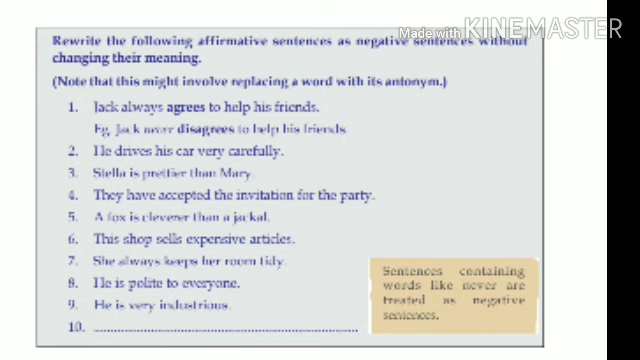 Made with KINEMASTER
Rewrite the following affirmative sentences as negative sentences without
changing their meaning.
(Note that this might involve replacing a word with its antonym.)
1. Jack always agrees to help his friends.
Eg. Jack never disagrees to help his friends.
2. He drives his car very carefully.
3. Stella is prettier than Mary.
4. They have accepted the invitation for the party.
5. A fox is cleverer than a jackal.
6. This shop sells expensive articles.
7. She always keeps her room tidy.
8. He is polite to everyone.
9. He is very industrious.
10. ................................................................
Sentences containing
words like never are
treated as negative
sentences.